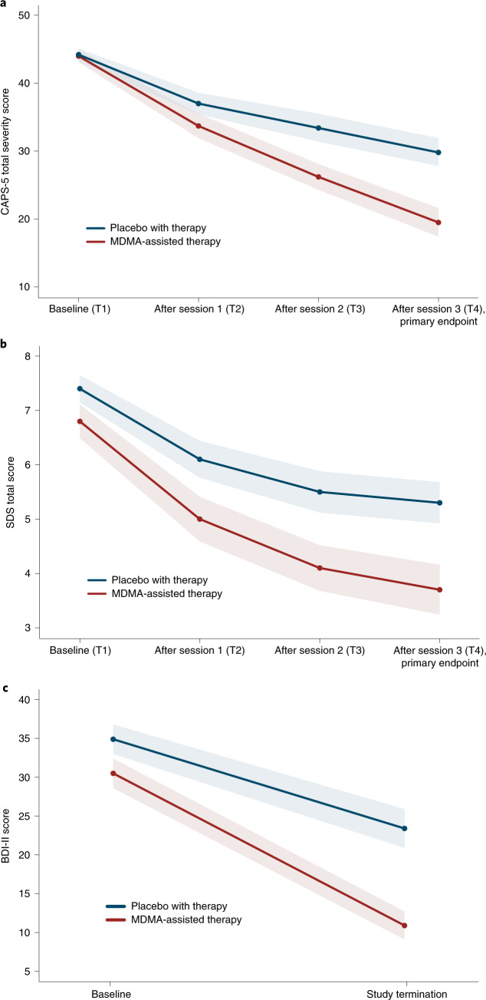 a
50
40
30
20
10
CAPS-5 total severity score
Placebo with therapy
MDMA-assisted therapy
Baseline (T1)
After session 1 (T2)
After session 2 (T3)
After session 3 (T4),
primary endpoint
b
8
7
6
5
4
3
SDS total score
Placebo with therapy
MDMA-assisted therapy
Baseline (T1)
After session 1 (T2)
After session 2 (T3)
After session 3 (T4),
primary endpoint
c
40
35
30
25
20
15
10
5
BDI-II score
Placebo with therapy
MDMA-assisted therapy
Baseline
Study termination